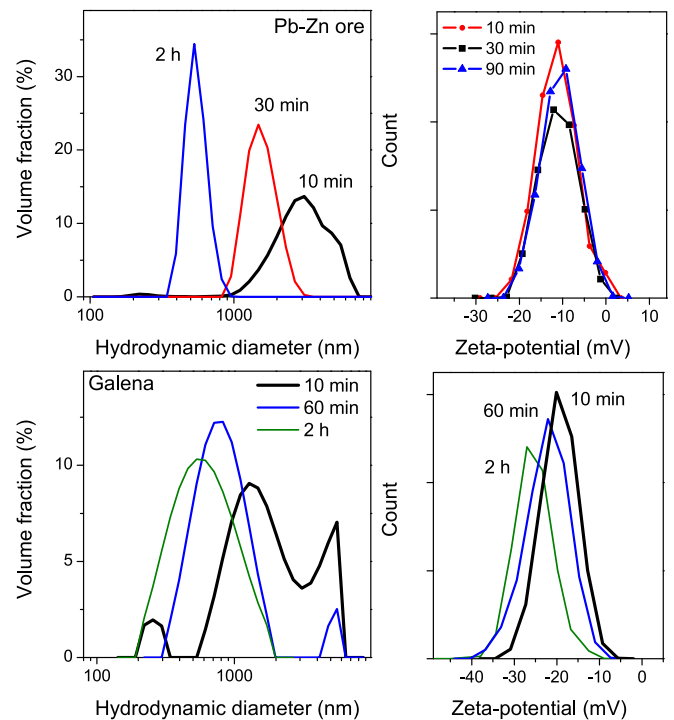 Pb-Zn ore
2 h
30 min
10 min
Volume fraction (%)
30
20
10
0
100
1000
Hydrodynamic diameter (nm)
10 min
30 min
90 min
Count
-30
-20
-10
0
10
Zeta-potential (mV)
Galena
10 min
60 min
2 h
Volume fraction (%)
10
5
0
100
1000
Hydrodynamic diameter (nm)
60 min
10 min
2 h
Count
-40
-30
-20
-10
0
Zeta-potential (mV)